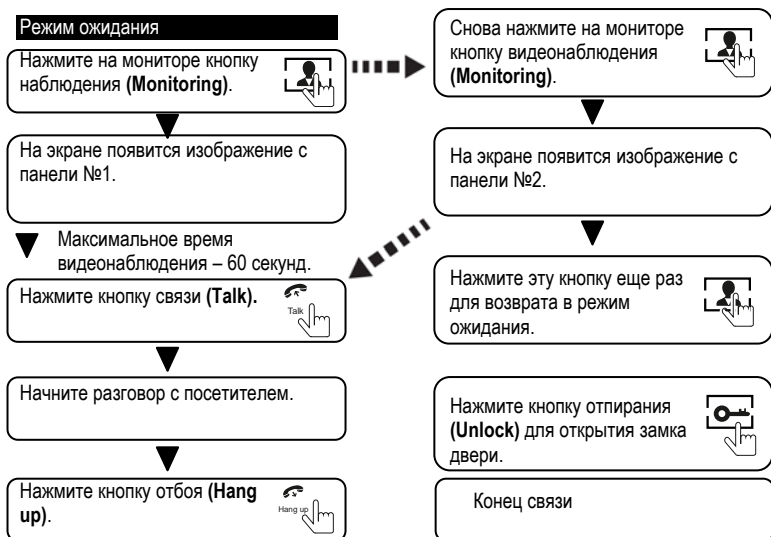 Режим ожидания
Нажмите на мониторе кнопку
наблюдения (Monitoring).
На экране появится изображение с
панели №1.
Максимальное время
видеонаблюдения – 60 секунд.
Нажмите кнопку связи (Talk).
Talk
Начните разговор с посетителем.
Нажмите кнопку отбоя (Hang
up).
Hang up
Снова нажмите на мониторе
кнопку видеонаблюдения
(Monitoring).
На экране появится изображение с
панели №2.
Нажмите эту кнопку еще раз
для возврата в режим
ожидания.
Нажмите кнопку отпирания
(Unlock) для открытия замка
двери.
Конец связи